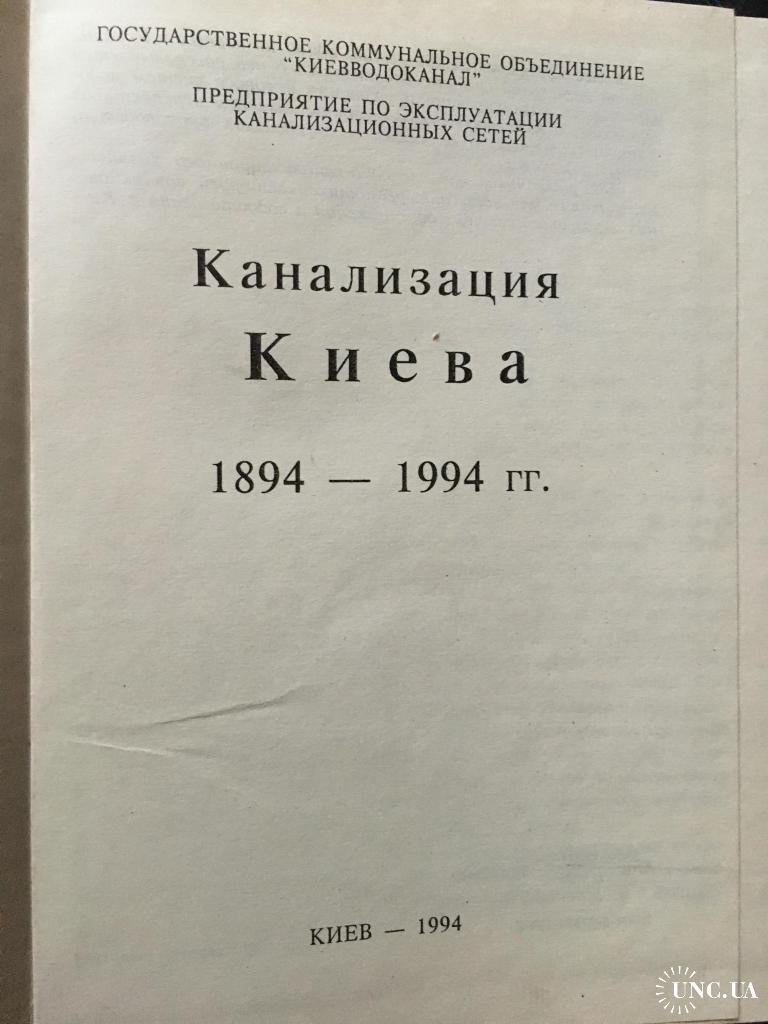 ГОСУДАРСТВЕННОЕ КОММУНАЛЬНОЕ ОБЪЕДИНЕНИЕ
"КИЕВВОДОКАНАЛ"
ПРЕДПРИЯТИЕ ПО ЭКСПЛУАТАЦИИ
КАНАЛИЗАЦИОННЫХ СЕТЕЙ
Канализация
Киева
1894 — 1994 гг.
КИЕВ — 1994
UNC.UA